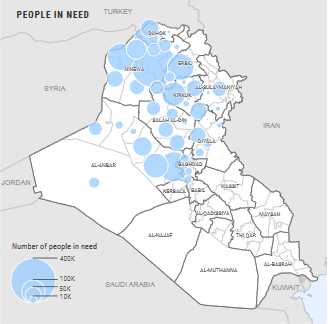 PEOPLE IN NEED
TURKEY
DUHOK
NINEWA
ERBIL
SYRIA
AL-SULAYMANIYAH
KIRKUK
SALAH AL-DIN
IRAN
DIYALA
AL-ANBAR
BAGHDAD
JORDAN
KERBALA
BABIL
WASSIT
AL-QADISSIYA
MAYSAN
AL-NAJAF
THI QAR
Number of people in need
400K
100K
50K
10K
AL-MUTHANNA
AL-BASRAH
SAUDI ARABIA
KUWAIT